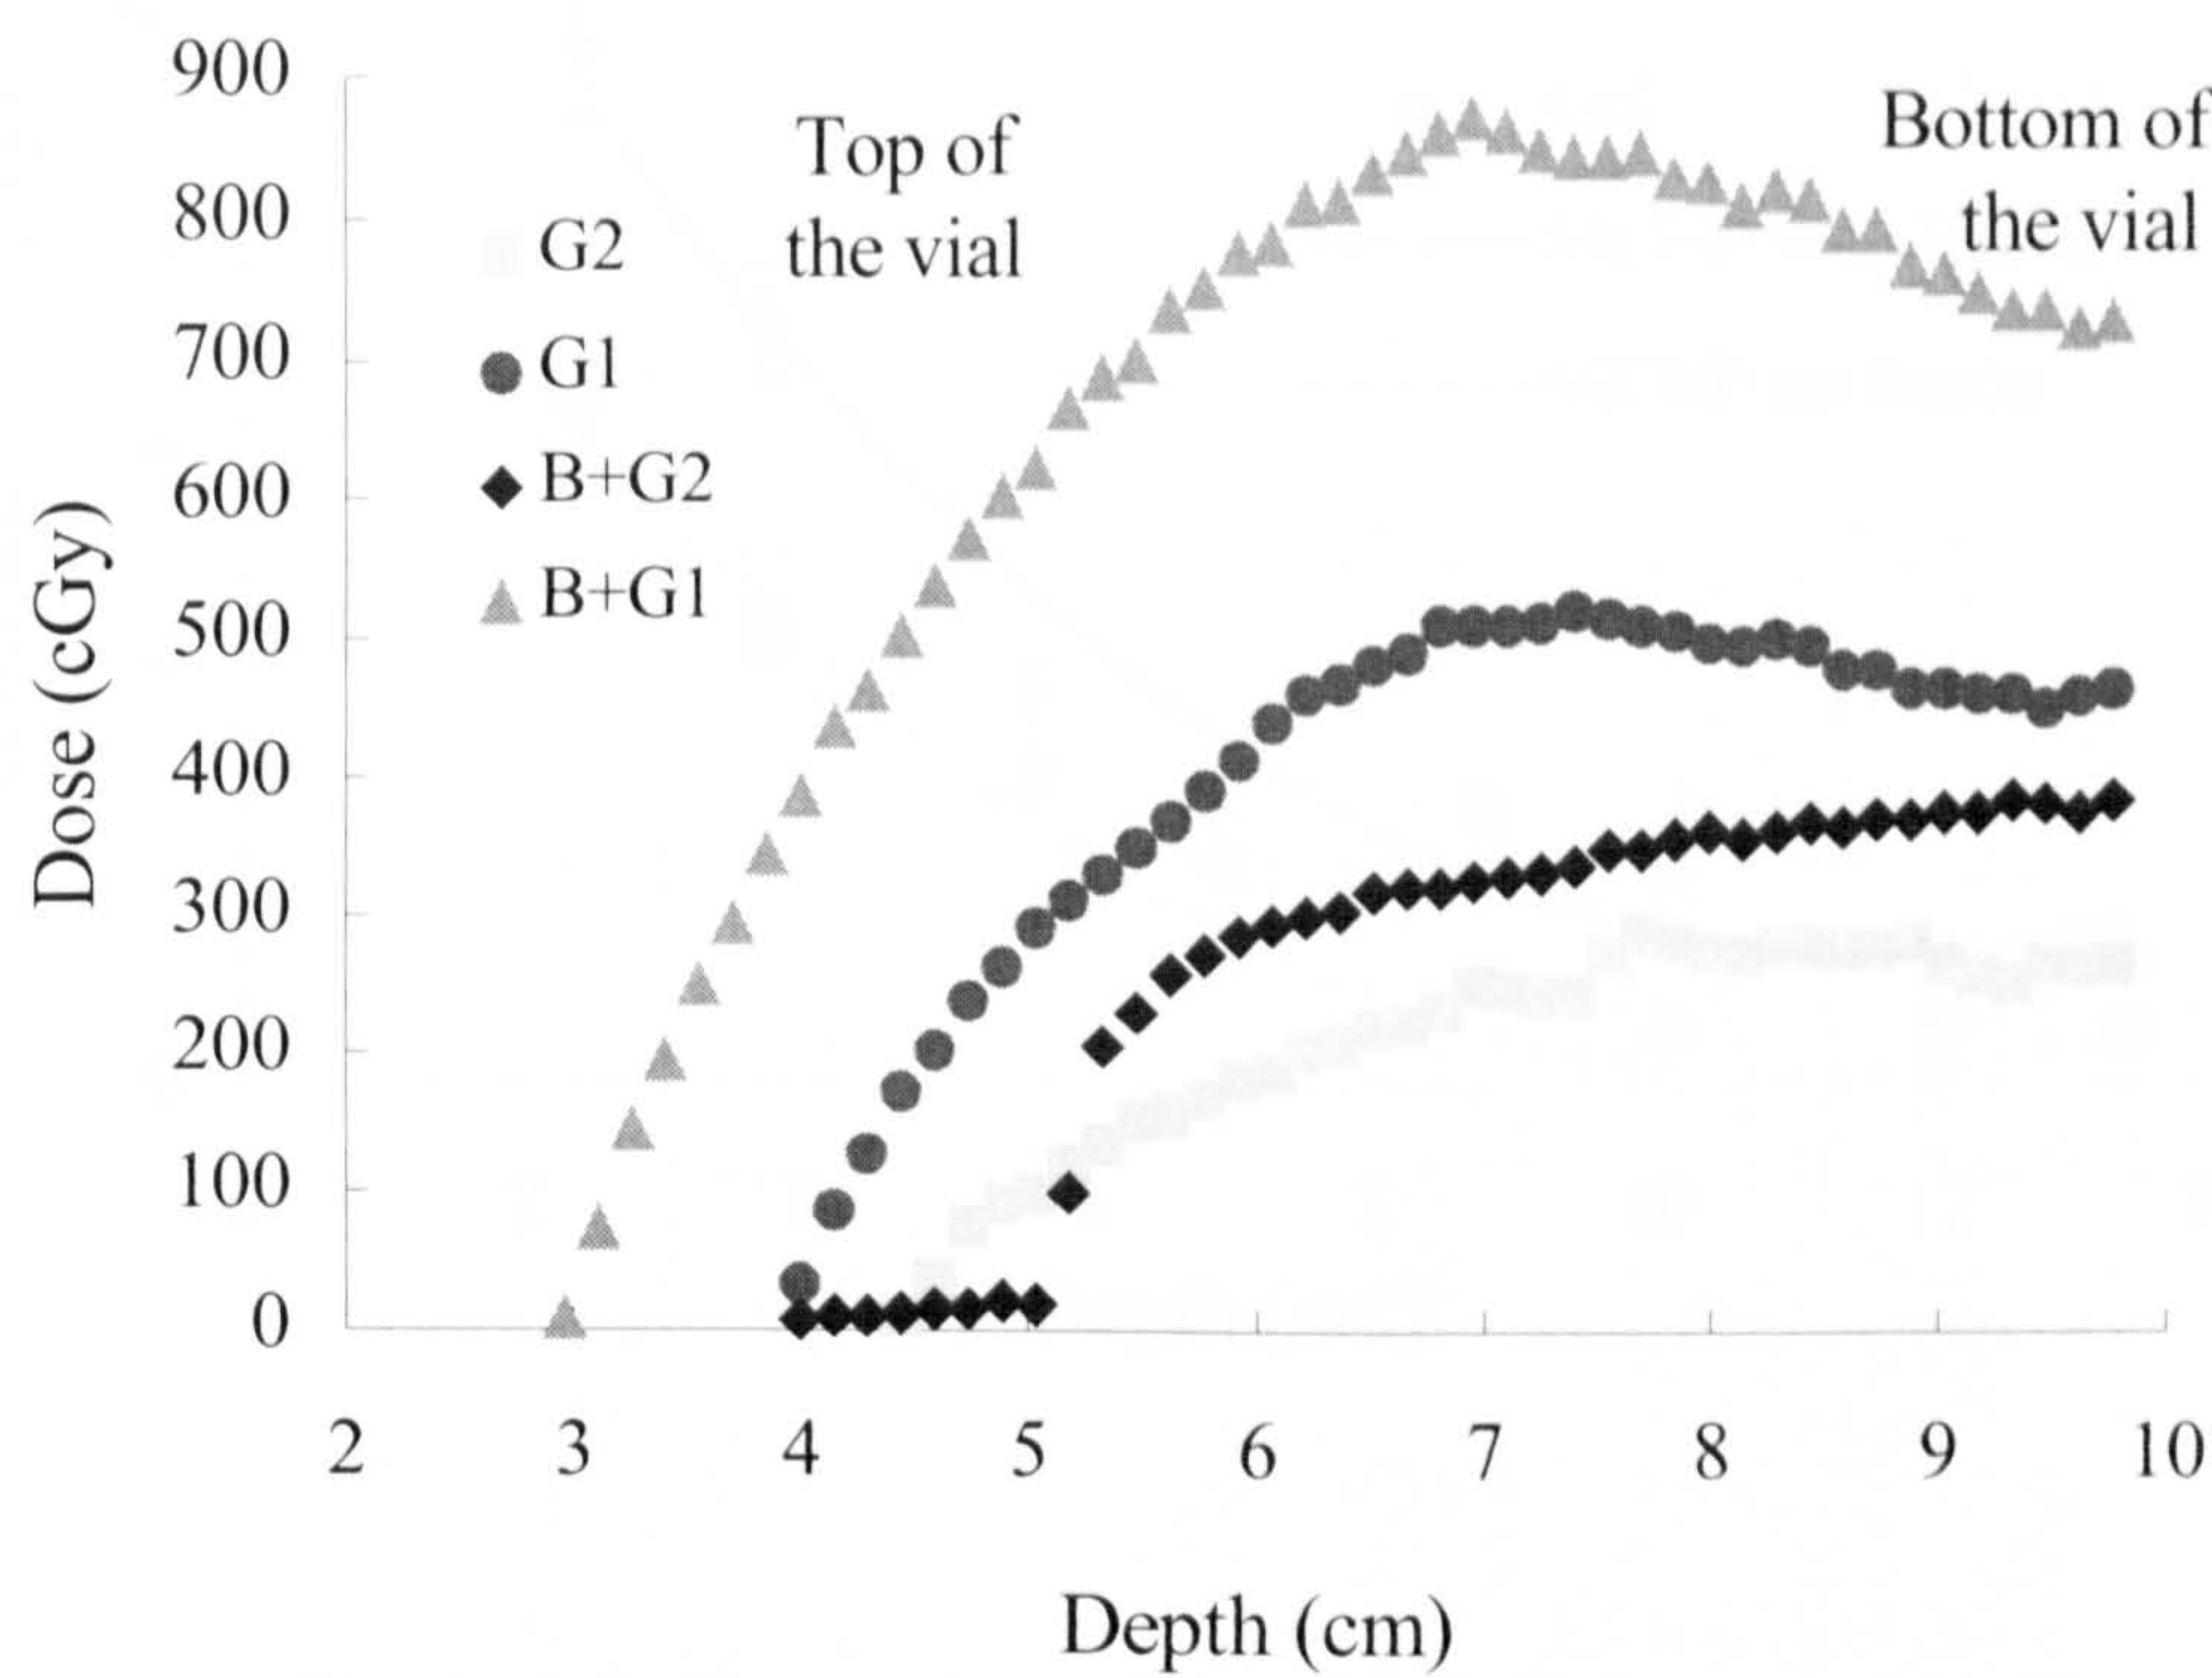 900
800
700
600
500
400
300
200
100
0
Dose (cGy)
Top of
the vial
Bottom of
the vial
G2
G1
B+G2
B+G1
2 3 4 5 6 7 8 9 10
Depth (cm)